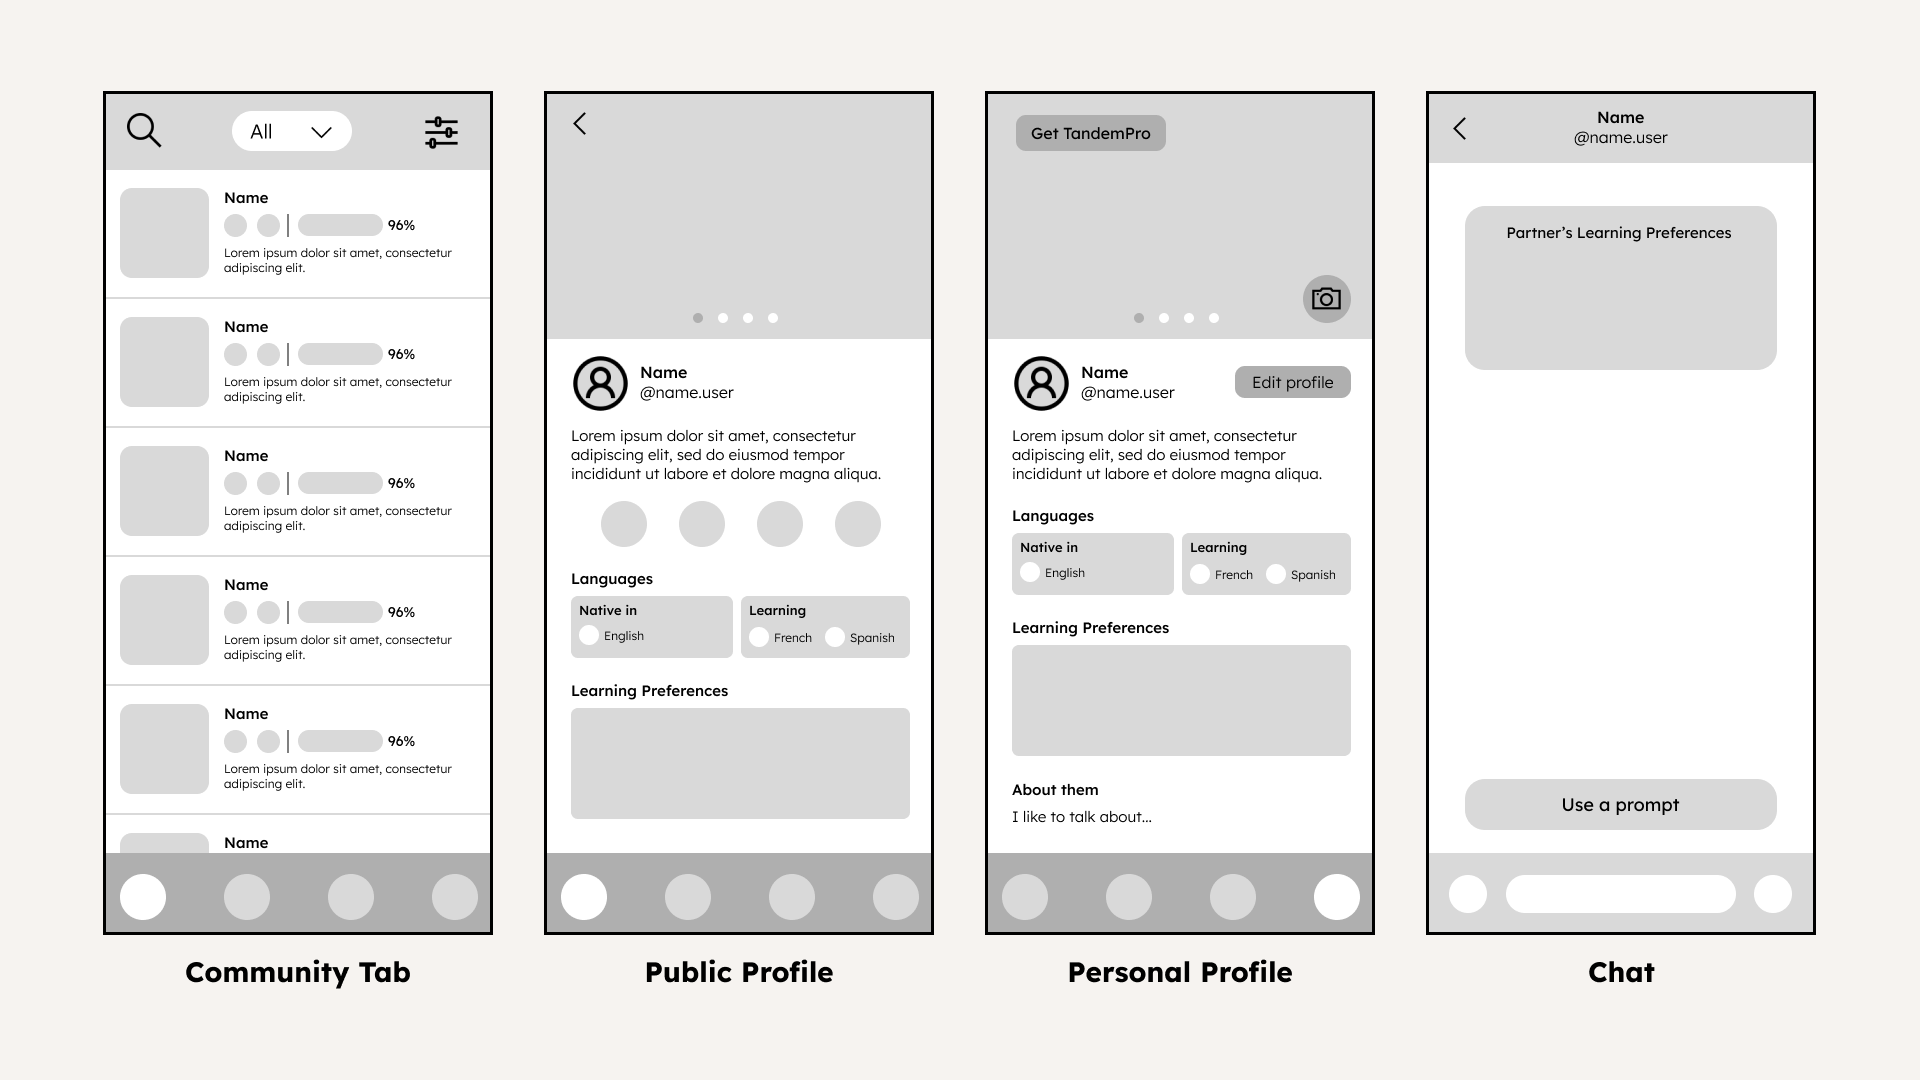 All
Name
96%
Lorem ipsum dolor sit amet, consectetur
adipiscing elit.
Name
96%
Lorem ipsum dolor sit amet, consectetur
adipiscing elit.
Name
96%
Lorem ipsum dolor sit amet, consectetur
adipiscing elit.
Name
96%
Lorem ipsum dolor sit amet, consectetur
adipiscing elit.
Name
96%
Lorem ipsum dolor sit amet, consectetur
adipiscing elit.
Name
Community Tab
Name
@name.user
Lorem ipsum dolor sit amet, consectetur
adipiscing elit, sed do eiusmod tempor
incididunt ut labore et dolore magna aliqua.
Languages
Native in
English
Learning
French Spanish
Learning Preferences
Public Profile
Get TandemPro
Name
@name.user
Edit profile
Lorem ipsum dolor sit amet, consectetur
adipiscing elit, sed do eiusmod tempor
incididunt ut labore et dolore magna aliqua.
Languages
Native in
English
Learning
French Spanish
Learning Preferences
About them
I like to talk about...
Personal Profile
Name
@name.user
Partner's Learning Preferences
Use a prompt
Chat